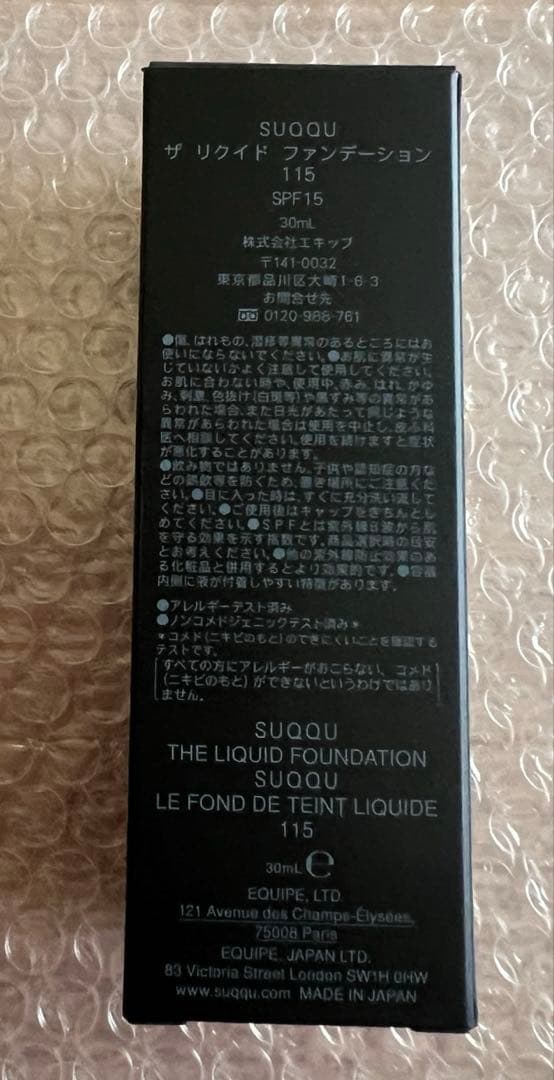 SUQQU
ザ リクイド ファンデーション
115
SPF15
30mL
株式会社エキップ
〒141-0032
東京都品川区大崎1-6-3
お問合せ先
0120-988-761
●傷、はれもの、湿疹等異常のあるところにはお
使いにならないでください。●お肌に異常が生
じていないかよく注意して使用してください。
お肌に合わない時や、使用中、赤み、はれ、かゆ
み、刺激、色抜け(白斑等)や黒ずみ等の異常があ
らわれた場合、また日光があたって同じような
異常があらわれた場合は使用を中止し、皮ふ科
医へ相談してください。使用を続けますと症状
が悪化することがあります。
●飲み物ではありません。子供や認知症の方な
どの誤飲等を防ぐため、置き場所にご注意くだ
さい。●目に入った時は、すぐに充分洗い流して
ください。●ご使用後はキャップをきちんとし
めてください。●SPFとは紫外線B波から肌
を守る効果を示す指数です。商品選択時の目安
とお考えください。●他の紫外線防止効果のあ
る化粧品と併用するとより効果的です。●容器
内側に液が付着しやすい特徴があります。
●アレルギーテスト済み
●ノンコメドジェニックテスト済み*
*コメド(ニキビのもと)のできにくいことを確認する
テストです。
すべての方にアレルギーがおこらない、コメド
(ニキビのもと)ができないというわけではあり
ません。
SUQQU
THE LIQUID FOUNDATION
SUQQU
LE FOND DE TEINT LIQUIDE
115
30mL ℮
EQUIPE, LTD.
121 Avenue des Champs-Élysées,
75008 Paris
EQUIPE, JAPAN LTD.
83 Victoria Street London SW1H 0HW
www.suqqu.com MADE IN JAPAN